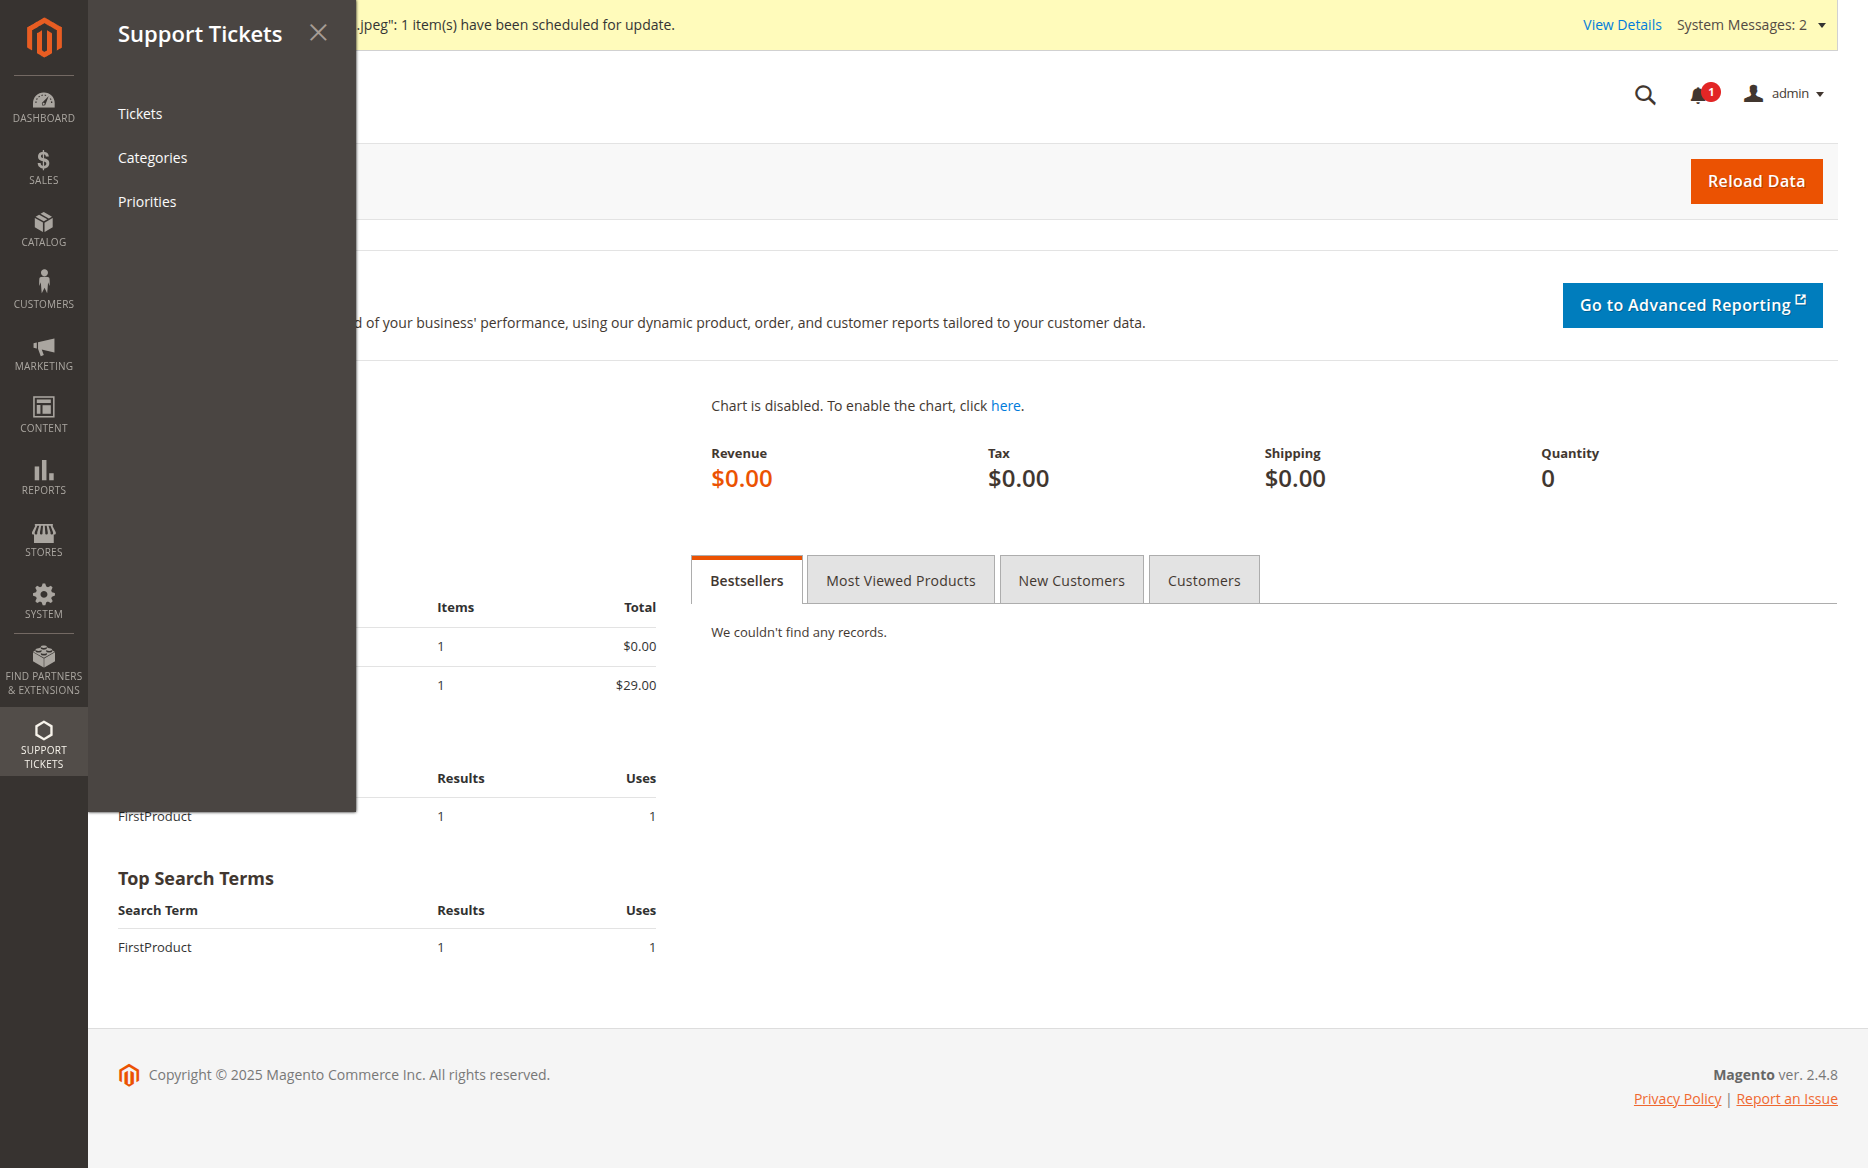 Support Tickets
Tickets
Categories
Priorities
DASHBOARD
SALES
CATALOG
CUSTOMERS
MARKETING
CONTENT
REPORTS
STORES
SYSTEM
FIND PARTNERS
& EXTENSIONS
SUPPORT
TICKETS
.jpeg": 1 item(s) have been scheduled for update.
View Details System Messages: 2
1
admin
Reload Data
d of your business' performance, using our dynamic product, order, and customer reports tailored to your customer data.
Go to Advanced Reporting
Chart is disabled. To enable the chart, click here.
Revenue Tax Shipping Quantity
$0.00 $0.00 $0.00 0
Bestsellers Most Viewed Products New Customers Customers
We couldn't find any records.
Items Total
1 $0.00
1 $29.00
Results Uses
FirstProduct 1 1
Top Search Terms
Search Term Results Uses
FirstProduct 1 1
Copyright © 2025 Magento Commerce Inc. All rights reserved.
Magento ver. 2.4.8
Privacy Policy | Report an Issue